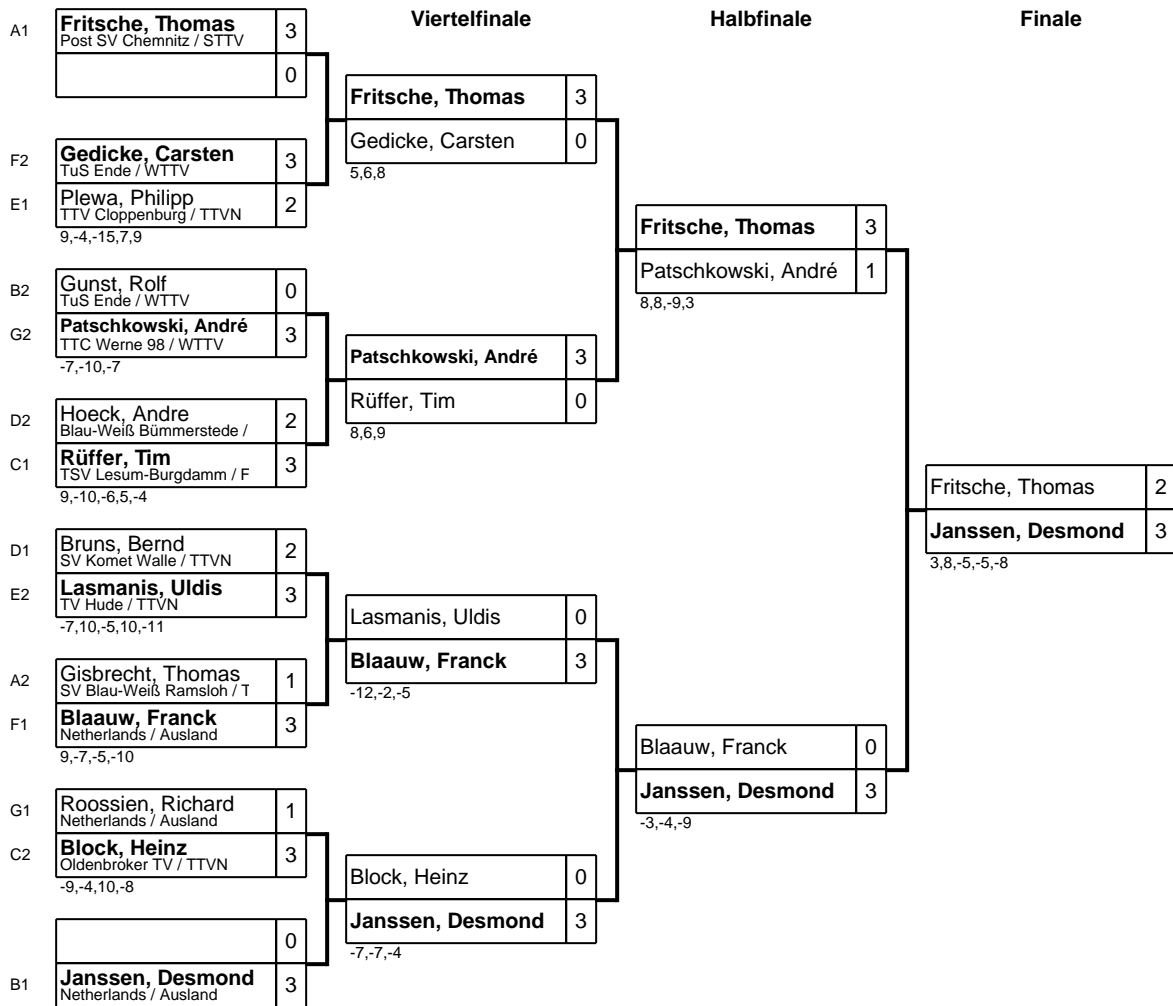 Viertelfinale
Halbfinale
Finale
A1
Fritsche, Thomas
Post SV Chemnitz / STTV
3
0
F2
Gedicke, Carsten
TuS Ende / WTTV
3
E1
Plewa, Philipp
TTV Cloppenburg / TTVN
2
9,-4,-15,7,9
B2
Gunst, Rolf
TuS Ende / WTTV
0
G2
Patschkowski, André
TTC Werne 98 / WTTV
3
-7,-10,-7
D2
Hoeck, Andre
Blau-Weiß Bümmerstede /
2
C1
Rüffer, Tim
TSV Lesum-Burgdamm / F
3
9,-10,-6,5,-4
D1
Bruns, Bernd
SV Komet Walle / TTVN
2
E2
Lasmanis, Uldis
TV Hude / TTVN
3
-7,10,-5,10,-11
A2
Gisbrecht, Thomas
SV Blau-Weiß Ramsloh / T
1
F1
Blaauw, Franck
Netherlands / Ausland
3
9,-7,-5,-10
G1
Roossien, Richard
Netherlands / Ausland
1
C2
Block, Heinz
Oldenbroker TV / TTVN
3
-9,-4,10,-8
0
B1
Janssen, Desmond
Netherlands / Ausland
3
Fritsche, Thomas 3
Gedicke, Carsten 0
5,6,8
Patschkowski, André 3
Rüffer, Tim 0
8,6,9
Lasmanis, Uldis 0
Blaauw, Franck 3
-12,-2,-5
Block, Heinz 0
Janssen, Desmond 3
-7,-7,-4
Fritsche, Thomas 3
Patschkowski, André 1
8,8,-9,3
Blaauw, Franck 0
Janssen, Desmond 3
-3,-4,-9
Fritsche, Thomas 2
Janssen, Desmond 3
3,8,-5,-5,-8